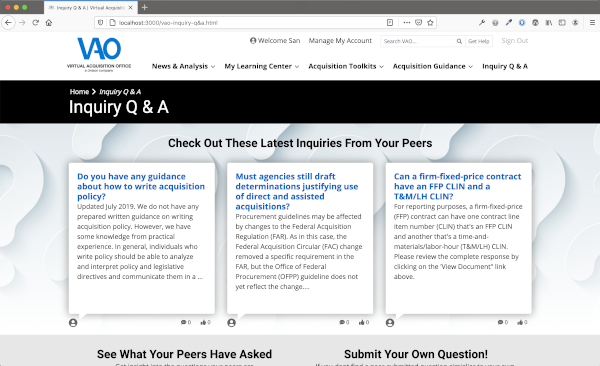 Inquiry Q & A | Virtual Acquisitic
localhost:3000/vao-inquiry-q&a.html
VAO
VIRTUAL ACQUISITION OFFICE
Welcome San
Manage My Account
Search VAO...
Get Help
Sign Out
News & Analysis
My Learning Center
Acquisition Toolkits
Acquisition Guidance
Inquiry Q & A
Home > Inquiry Q & A
Inquiry Q & A
Check Out These Latest Inquiries From Your Peers
Do you have any guidance
about how to write acquisition
policy?
Updated July 2019. We do not have any
prepared written guidance on writing
acquisition policy. However, we have
some knowledge from practical
experience. in general, individuals who
write policy should be able to analyze
and interpret policy and legislative
directives and communicate them in a ...
0
0
Must agencies still draft
determinations justifying use
of direct and assisted
acquisitions?
Procurement guidelines may be affected
by changes to the Federal Acquisition
Regulation (FAR). As in this case, the
Federal Acquisition Circular (FAC) change
removed a specific requirement in the
FAR, but the Office of Federal
Procurement (OFPP) guideline does not
yet reflect the change....
0
0
Can a firm-fixed-price contract
have an FFP CLIN and a
T&M/LH CLIN?
For reporting purposes, a firm-fixed-price
(FFP) contract can have one contract line
item number (CLIN) that's an FFP CLIN
and another that's a time-and-
materials/labor-hour (T&M/LH) CLIN.
Please review the complete response by
clicking on the "View Document" link
above.
0
0
See What Your Peers Have Asked
Submit Your Own Question!